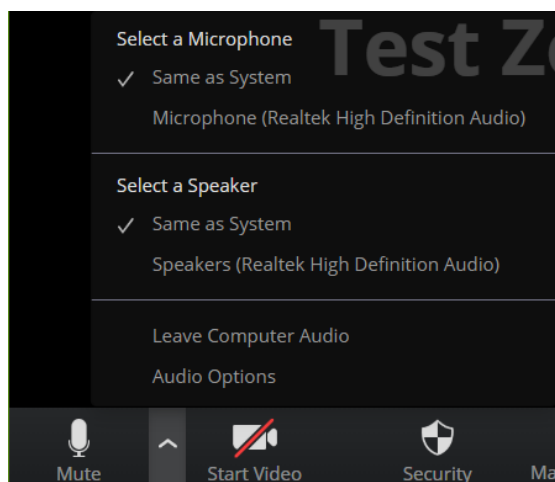 Test
Select a Microphone
Same as System
Microphone (Realtek High Definition Audio)
Select a Speaker
Same as System
Speakers (Realtek High Definition Audio)
Leave Computer Audio
Audio Options
Mute
Start Video
Security